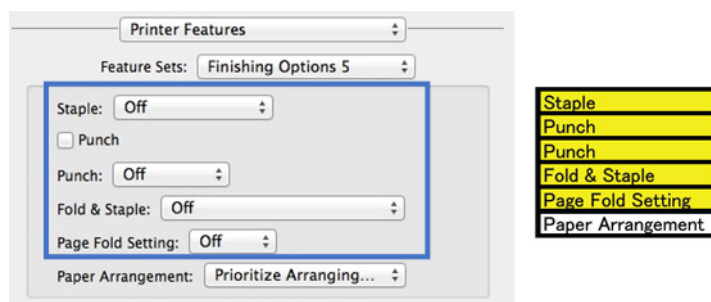 Printer Features
Feature Sets: Finishing Options 5
Staple: Off
Punch
Punch: Off
Fold & Staple: Off
Page Fold Setting: Off
Paper Arrangement: Prioritize Arranging...
Staple
Punch
Punch
Fold & Staple
Page Fold Setting
Paper Arrangement